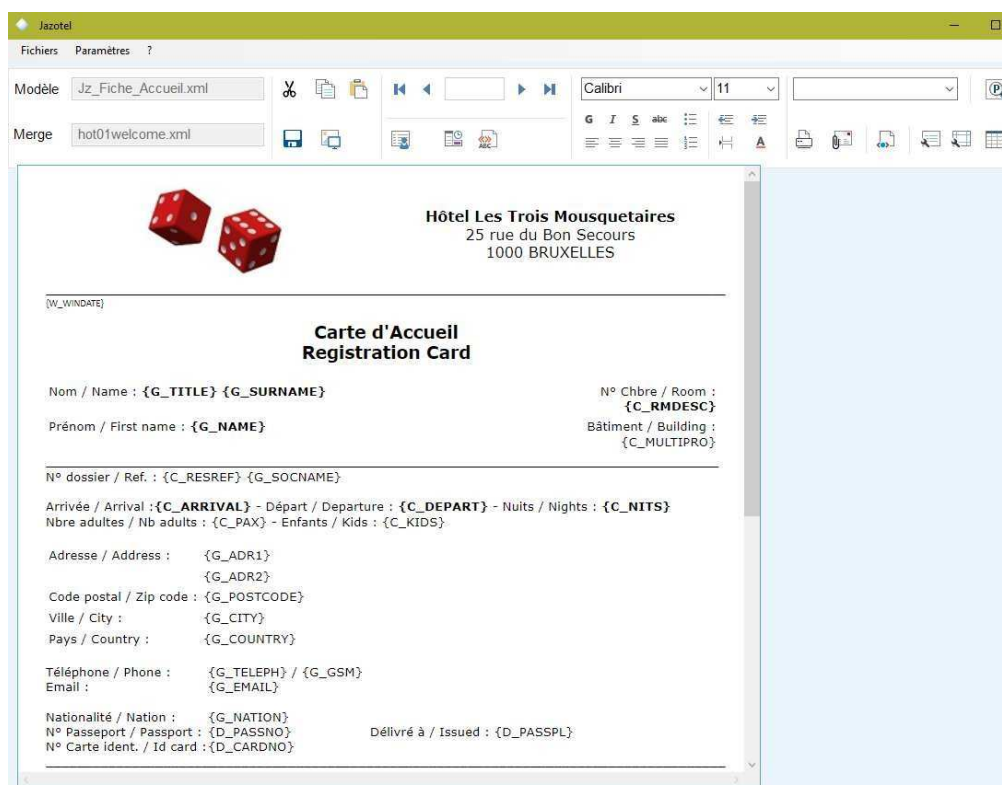 Jazotel
Fichiers Paramètres ?
Modèle Jz_Fiche_Accueil.xml Calibri 11
G I S abc
Merge hot01welcome.xml
Hôtel Les Trois Mousquetaires
25 rue du Bon Secours
1000 BRUXELLES
{W_WINDATE}
Carte d'Accueil
Registration Card
Nom / Name : {G_TITLE} {G_SURNAME} N° Chbre / Room :
{C_RMDESC}
Prénom / First name : {G_NAME} Bâtiment / Building :
{C_MULTIPRO}
N° dossier / Ref. : {C_RESREF} {G_SOCNAME}
Arrivée / Arrival :{C_ARRIVAL} - Départ / Departure : {C_DEPART} - Nuits / Nights : {C_NITS}
Nbre adultes / Nb adults : {C_PAX} - Enfants / Kids : {C_KIDS}
Adresse / Address : {G_ADR1}
{G_ADR2}
Code postal / Zip code : {G_POSTCODE}
Ville / City : {G_CITY}
Pays / Country : {G_COUNTRY}
Téléphone / Phone : {G_TELEPH} / {G_GSM}
Email : {G_EMAIL}
Nationalité / Nation : {G_NATION}
N° Passeport / Passport : {D_PASSNO} Délivré à / Issued : {D_PASSPL}
N° Carte ident. / Id card : {D_CARDNO}